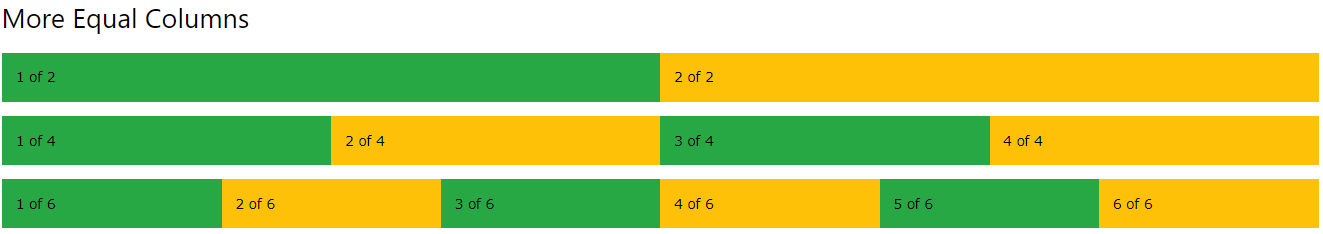 More Equal Columns
1 of 2 2 of 2
1 of 4 2 of 4 3 of 4 4 of 4
1 of 6 2 of 6 3 of 6 4 of 6 5 of 6 6 of 6